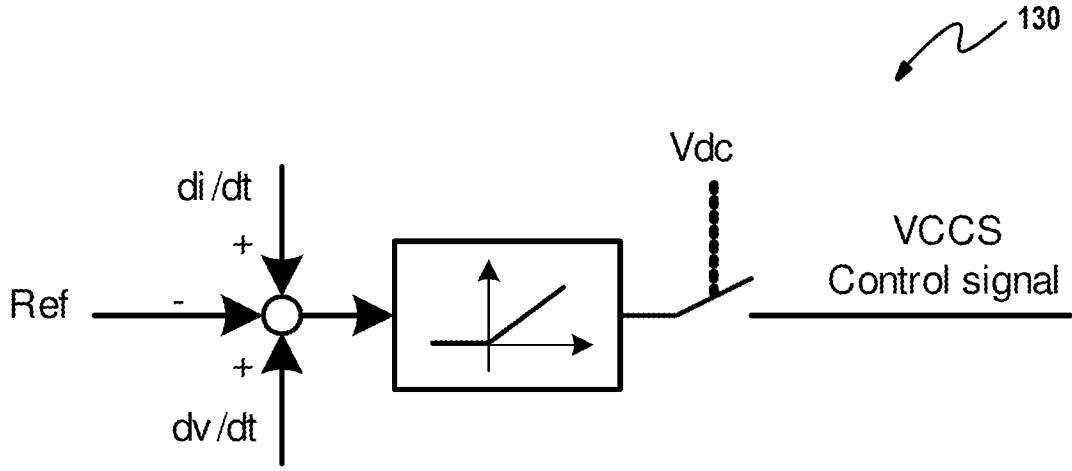 130
Vdc
di/dt
+
VCCS
Control signal
Ref
-
+
dv/dt